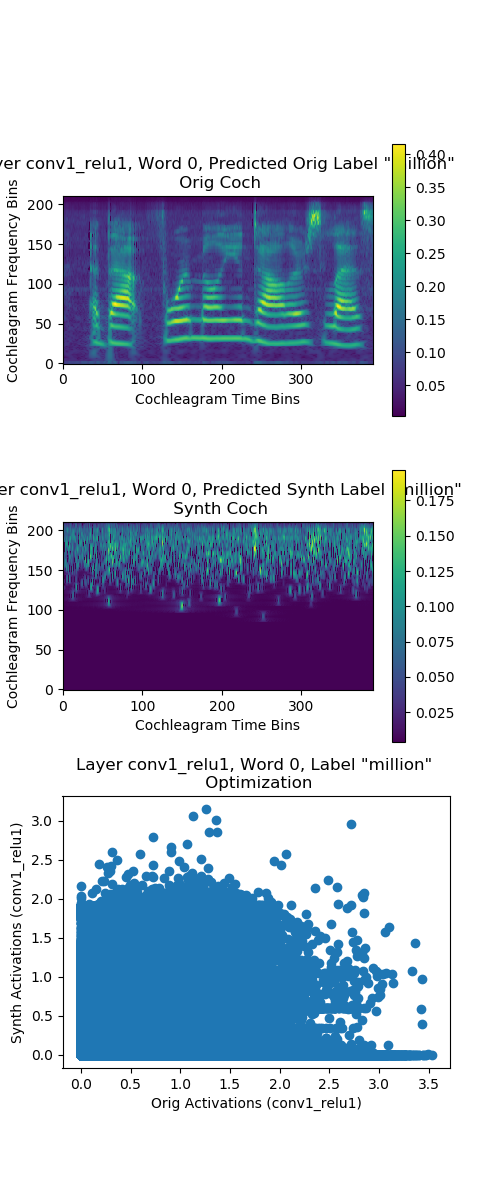 yer conv1_relu1, Word 0, Predicted Orig Label "million"
Orig Coch
Cochleagram Frequency Bins
200
150
100
50
0
0 100 200 300
Cochleagram Time Bins
0.40
0.35
0.30
0.25
0.20
0.15
0.10
0.05
er conv1_relu1, Word 0, Predicted Synth Label "million"
Synth Coch
Cochleagram Frequency Bins
200
150
100
50
0
0 100 200 300
Cochleagram Time Bins
0.175
0.150
0.125
0.100
0.075
0.050
0.025
Layer conv1_relu1, Word 0, Label "million"
Optimization
Synth Activations (conv1_relu1)
3.0
2.5
2.0
1.5
1.0
0.5
0.0
0.0 0.5 1.0 1.5 2.0 2.5 3.0 3.5
Orig Activations (conv1_relu1)